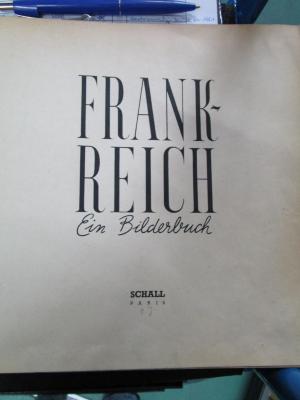 FRANK-
REICH
Ein Bilderbuch
SCHALL
PARIS